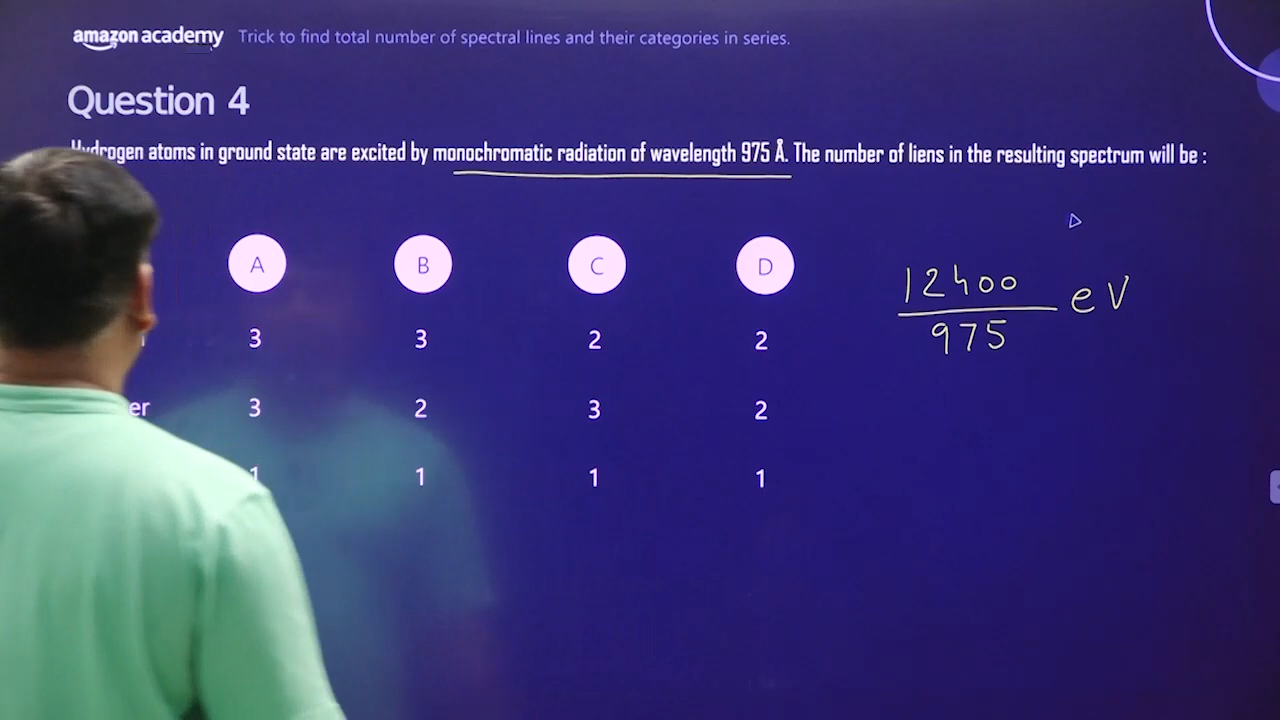 amazon academy Trick to find total number of spectral lines and their categories in series.
Question 4
Hydrogen atoms in ground state are excited by monochromatic radiation of wavelength 975 Å. The number of liens in the resulting spectrum will be :
A B C D
3 3 2 2
er 3 2 3 2
1 1 1 1
12400
975
eV